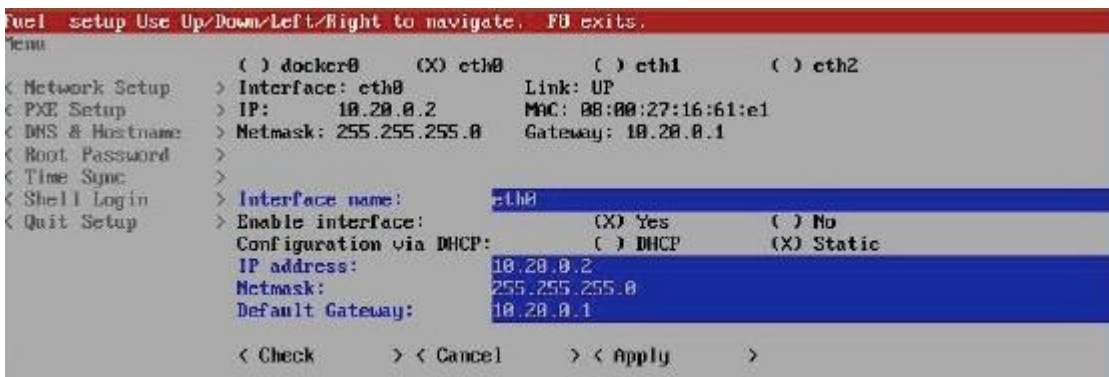 Fuel setup Use Up/Down/Left/Right to navigate. F8 exits.
Menu
( ) docker0 (X) eth0 ( ) eth1 ( ) eth2
< Network Setup > Interface: eth0 Link: UP
< PXE Setup > IP: 10.20.0.2 MAC: 08:00:27:16:61:e1
< DNS & Hostname > Netmask: 255.255.255.0 Gateway: 10.20.0.1
< Root Password >
< Time Sync >
< Shell Login > Interface name: eth0
< Quit Setup > Enable interface: (X) Yes ( ) No
Configuration via DHCP: ( ) DHCP (X) Static
IP address: 10.20.0.2
Netmask: 255.255.255.0
Default Gateway: 10.20.0.1
< Check > < Cancel > < Apply >